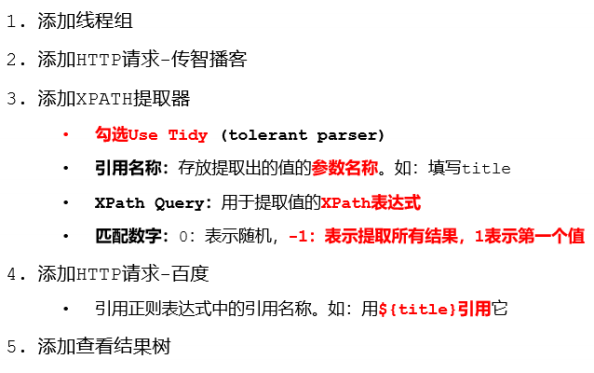 1. 添加线程组
2. 添加HTTP请求-传智播客
3. 添加XPATH提取器
• 勾选Use Tidy (tolerant parser)
• 引用名称：存放提取出的值的参数名称。如：填写title
• XPath Query：用于提取值的XPath表达式
• 匹配数字：0：表示随机，-1：表示提取所有结果，1表示第一个值
4. 添加HTTP请求-百度
• 引用正则表达式中的引用名称。如：用${title}引用它
5. 添加查看结果树